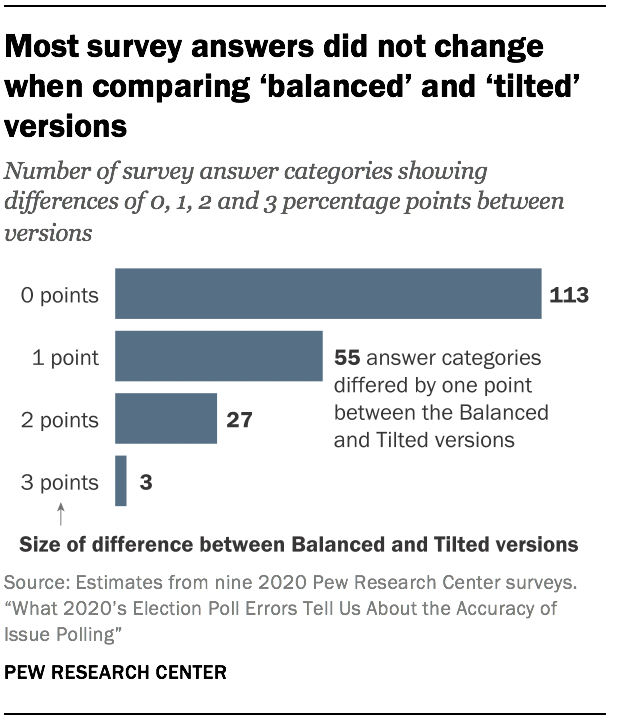 Most survey answers did not change
when comparing ‘balanced’ and ‘tilted’
versions
Number of survey answer categories showing
differences of 0, 1, 2 and 3 percentage points between
versions
0 points
113
1 point
55 answer categories
differed by one point
between the Balanced
and Tilted versions
2 points
27
3 points
3
Size of difference between Balanced and Tilted versions
Source: Estimates from nine 2020 Pew Research Center surveys.
“What 2020’s Election Poll Errors Tell Us About the Accuracy of
Issue Polling”
PEW RESEARCH CENTER